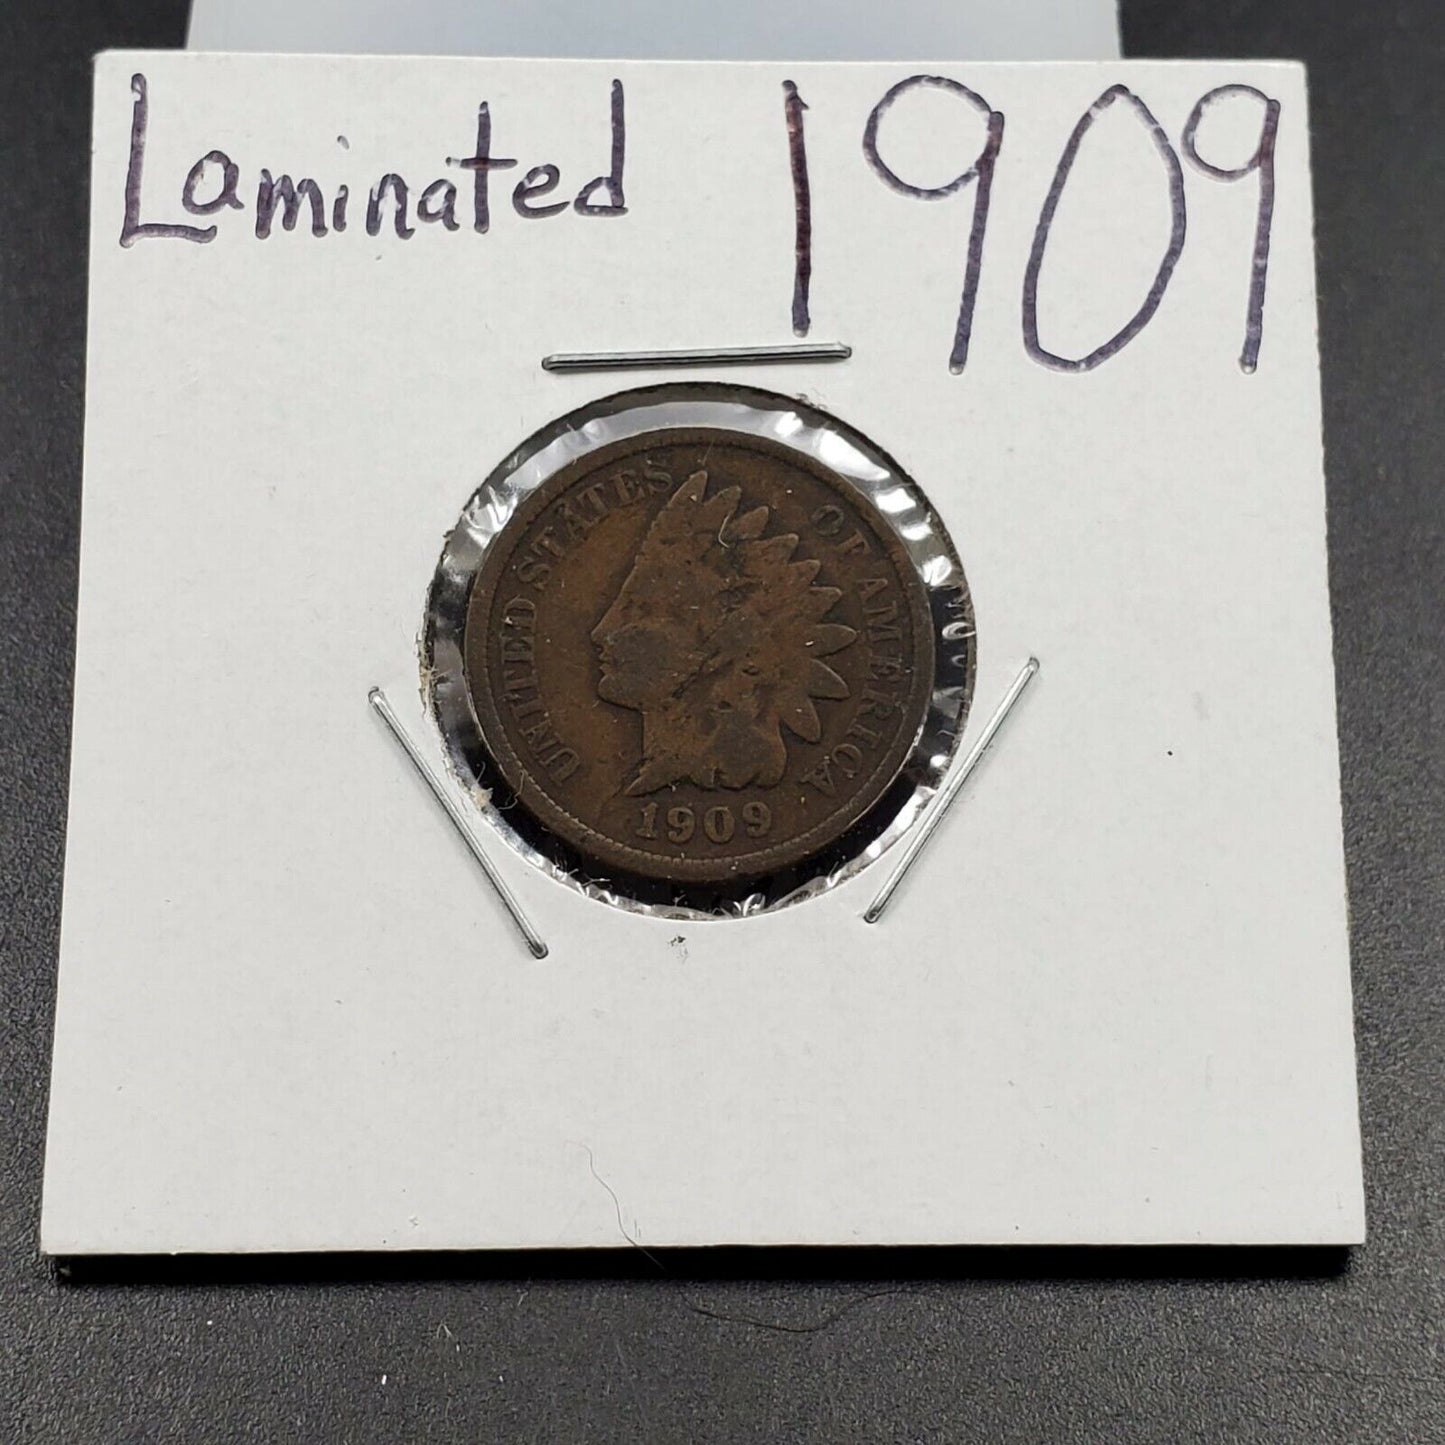 Laminated 1909
UNITED STATES OF AMERICA
1909